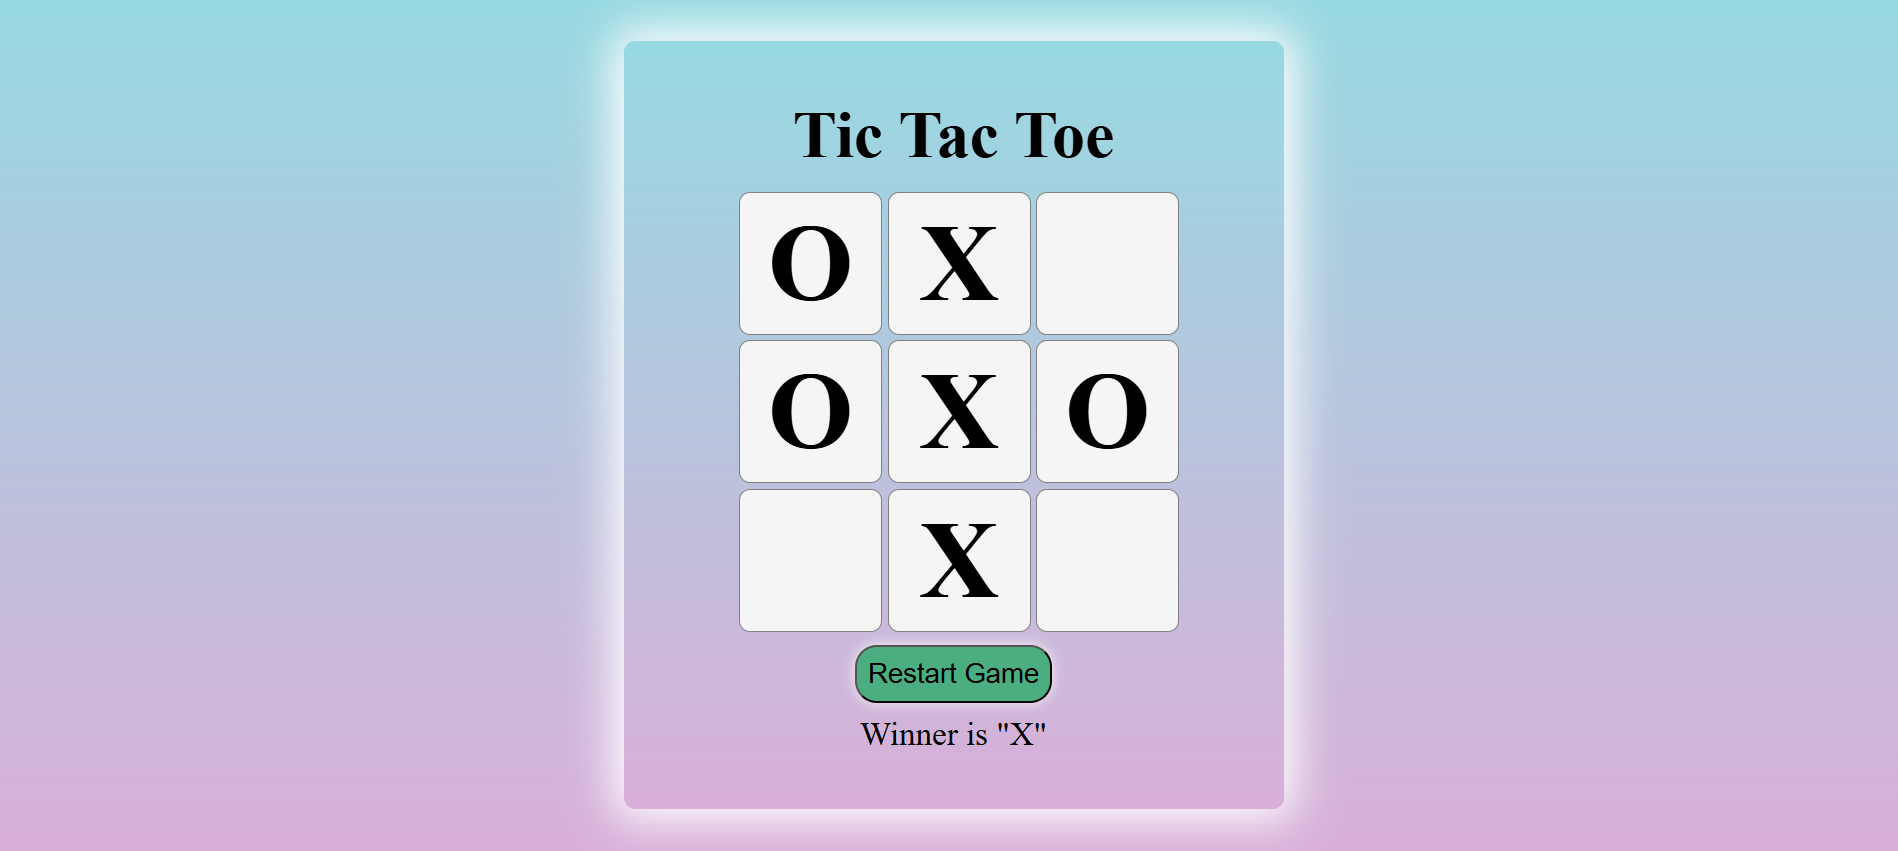 Tic Tac Toe
O X
O X O
X
Restart Game
Winner is "X"